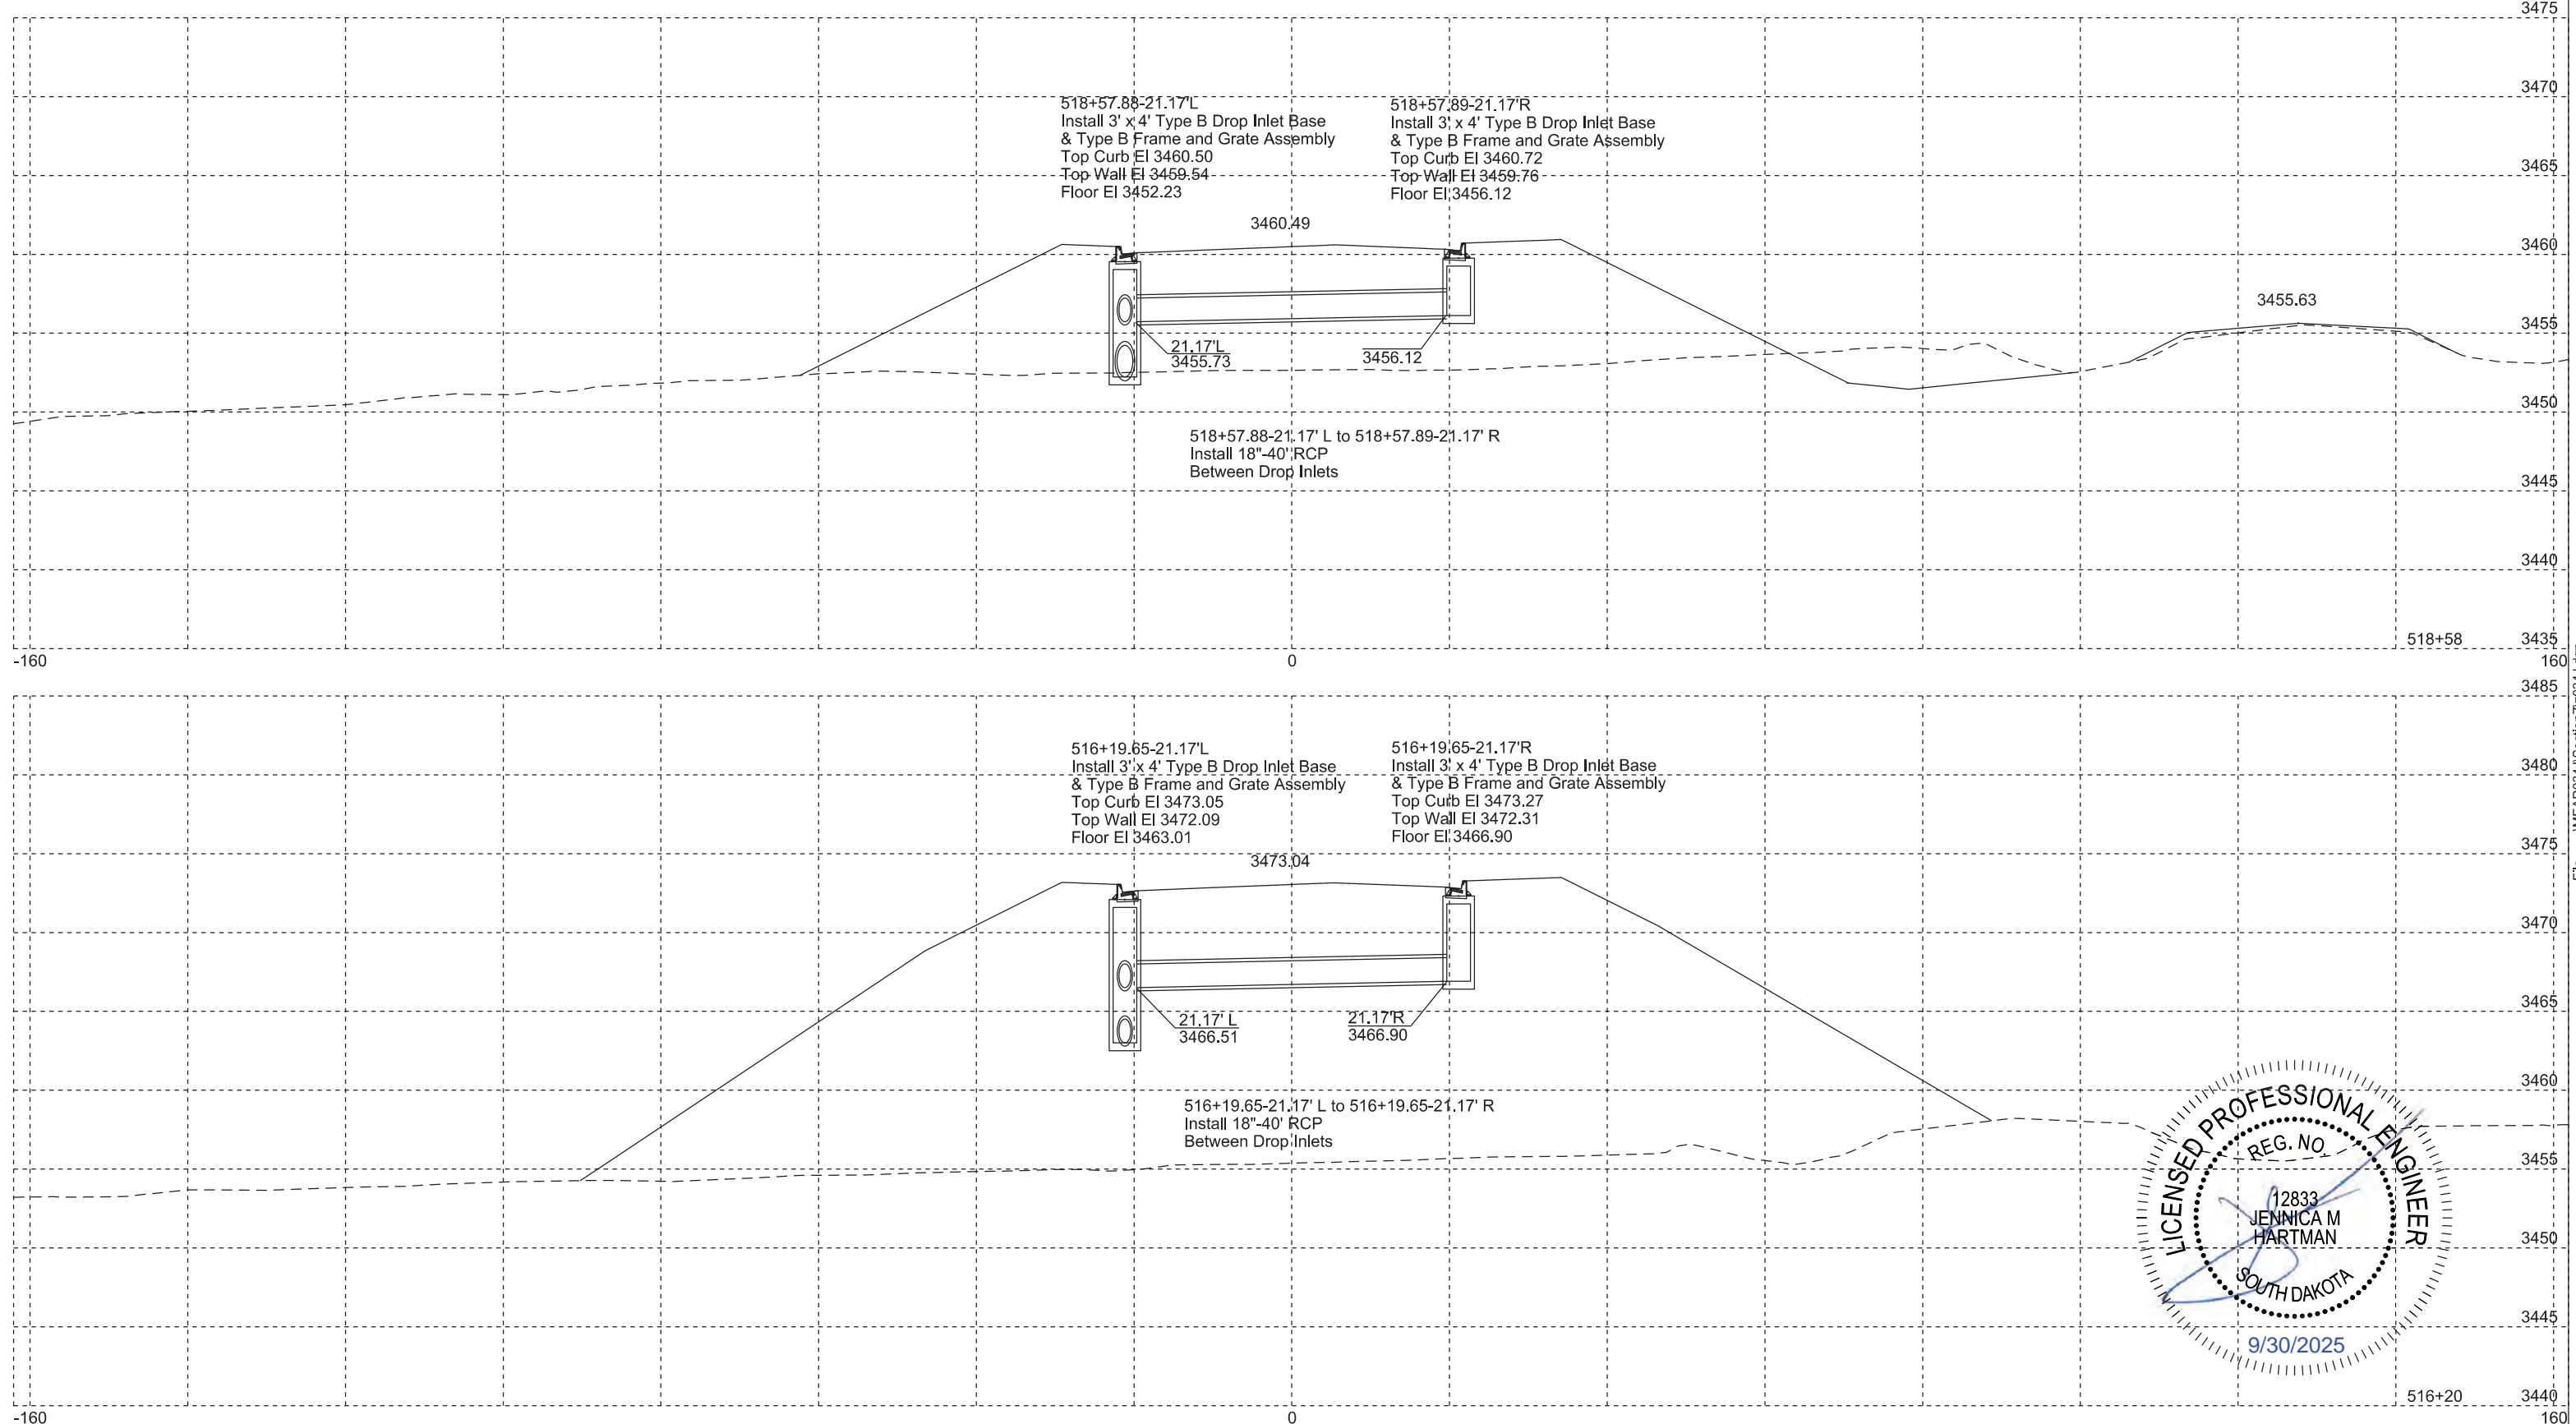 3475
3470
3465
3460
3455
3450
3445
3440
3435
518+57.88-21.17'L
Install 3' x 4' Type B Drop Inlet Base
& Type B Frame and Grate Assembly
Top Curb El 3460.50
Top Wall El 3459.54
Floor El 3452.23
518+57.89-21.17'R
Install 3' x 4' Type B Drop Inlet Base
& Type B Frame and Grate Assembly
Top Curb El 3460.72
Top Wall El 3459.76
Floor El 3456.12
3460.49
3455.63
21.17'L
3455.73
3456.12
518+57.88-21.17' L to 518+57.89-21.17' R
Install 18"-40' RCP
Between Drop Inlets
518+58
-160
0
160
3485
3480
3475
3470
3465
3460
3455
3450
3445
3440
516+19.65-21.17'L
Install 3' x 4' Type B Drop Inlet Base
& Type B Frame and Grate Assembly
Top Curb El 3473.05
Top Wall El 3472.09
Floor El 3463.01
516+19.65-21.17'R
Install 3' x 4' Type B Drop Inlet Base
& Type B Frame and Grate Assembly
Top Curb El 3473.27
Top Wall El 3472.31
Floor El 3466.90
3473.04
21.17' L
3466.51
21.17'R
3466.90
516+19.65-21.17' L to 516+19.65-21.17' R
Install 18"-40' RCP
Between Drop Inlets
LICENSED PROFESSIONAL ENGINEER
REG. NO.
12833
JENNICA M
HARTMAN
SOUTH DAKOTA
9/30/2025
516+20
-160
0
160